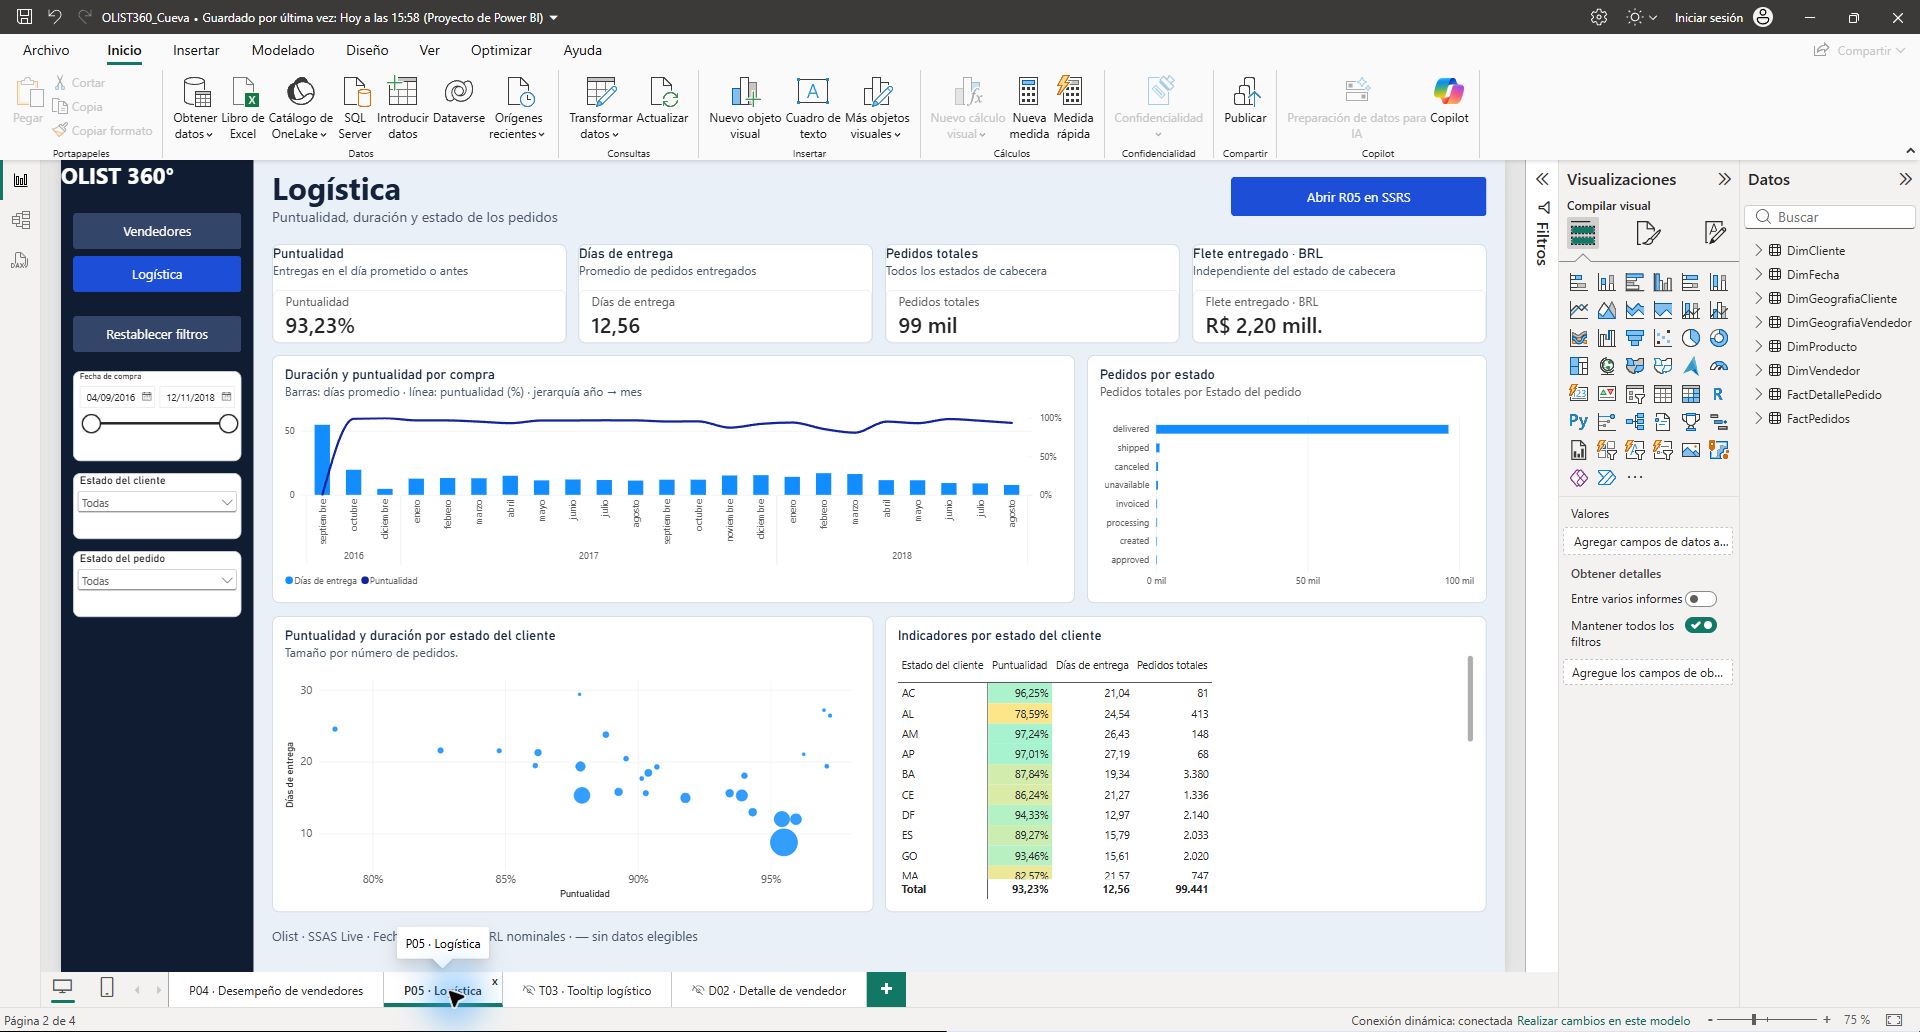 OLIST360_Cueva • Guardado por última vez: Hoy a las 15:58 (Proyecto de Power BI)
Iniciar sesión
Archivo Inicio Insertar Modelado Diseño Ver Optimizar Ayuda
Compartir
Pegar
Cortar
Copia
Copiar formato
Portapapeles
Obtener datos
Libro de Excel
Catálogo de OneLake
SQL Server
Introducir datos
Dataverse
Orígenes recientes
Datos
Transformar datos
Actualizar
Consultas
Nuevo objeto visual
Cuadro de texto
Más objetos visuales
Insertar
Nuevo cálculo visual
Nueva medida
Medida rápida
Cálculos
Confidencialidad
Confidencialidad
Publicar
Compartir
Preparación de datos para IA
Copilot
Copilot
OLIST 360°
Vendedores
Logística
Restablecer filtros
Fecha de compra
04/09/2016 12/11/2018
Estado del cliente
Todas
Estado del pedido
Todas
Logística
Puntualidad, duración y estado de los pedidos
Abrir R05 en SSRS
Puntualidad
Entregas en el día prometido o antes
Puntualidad
93,23%
Días de entrega
Promedio de pedidos entregados
Días de entrega
12,56
Pedidos totales
Todos los estados de cabecera
Pedidos totales
99 mil
Flete entregado · BRL
Independiente del estado de cabecera
Flete entregado · BRL
R$ 2,20 mill.
Duración y puntualidad por compra
Barras: días promedio · línea: puntualidad (%) · jerarquía año → mes
50
0
100%
50%
0%
septiembre octubre diciembre enero febrero marzo abril mayo junio julio agosto septiembre octubre noviembre diciembre enero febrero marzo abril mayo junio julio agosto
2016 2017 2018
Días de entrega Puntualidad
Pedidos por estado
Pedidos totales por Estado del pedido
delivered
shipped
canceled
unavailable
invoiced
processing
created
approved
0 mil 50 mil 100 mil
Puntualidad y duración por estado del cliente
Tamaño por número de pedidos.
Días de entrega
30
20
10
80% 85% 90% 95%
Puntualidad
Indicadores por estado del cliente
Estado del cliente Puntualidad Días de entrega Pedidos totales
AC 96,25% 21,04 81
AL 78,59% 24,54 413
AM 97,24% 26,43 148
AP 97,01% 27,19 68
BA 87,84% 19,34 3.380
CE 86,24% 21,27 1.336
DF 94,33% 12,97 2.140
ES 89,27% 15,79 2.033
GO 93,46% 15,61 2.020
MA 82,57% 21,57 747
Total 93,23% 12,56 99.441
Olist · SSAS Live · Fech
RL nominales · — sin datos elegibles
P05 · Logística
Filtros
Visualizaciones
Compilar visual
R
Py
Valores
Agregar campos de datos a...
Obtener detalles
Entre varios informes
Mantener todos los filtros
Agregue los campos de ob...
Datos
Buscar
DimCliente
DimFecha
DimGeografiaCliente
DimGeografiaVendedor
DimProducto
DimVendedor
FactDetallePedido
FactPedidos
P04 · Desempeño de vendedores
P05 · Logística
x
T03 · Tooltip logístico
D02 · Detalle de vendedor
+
Página 2 de 4
Conexión dinámica: conectada Realizar cambios en este modelo
- + 75 %